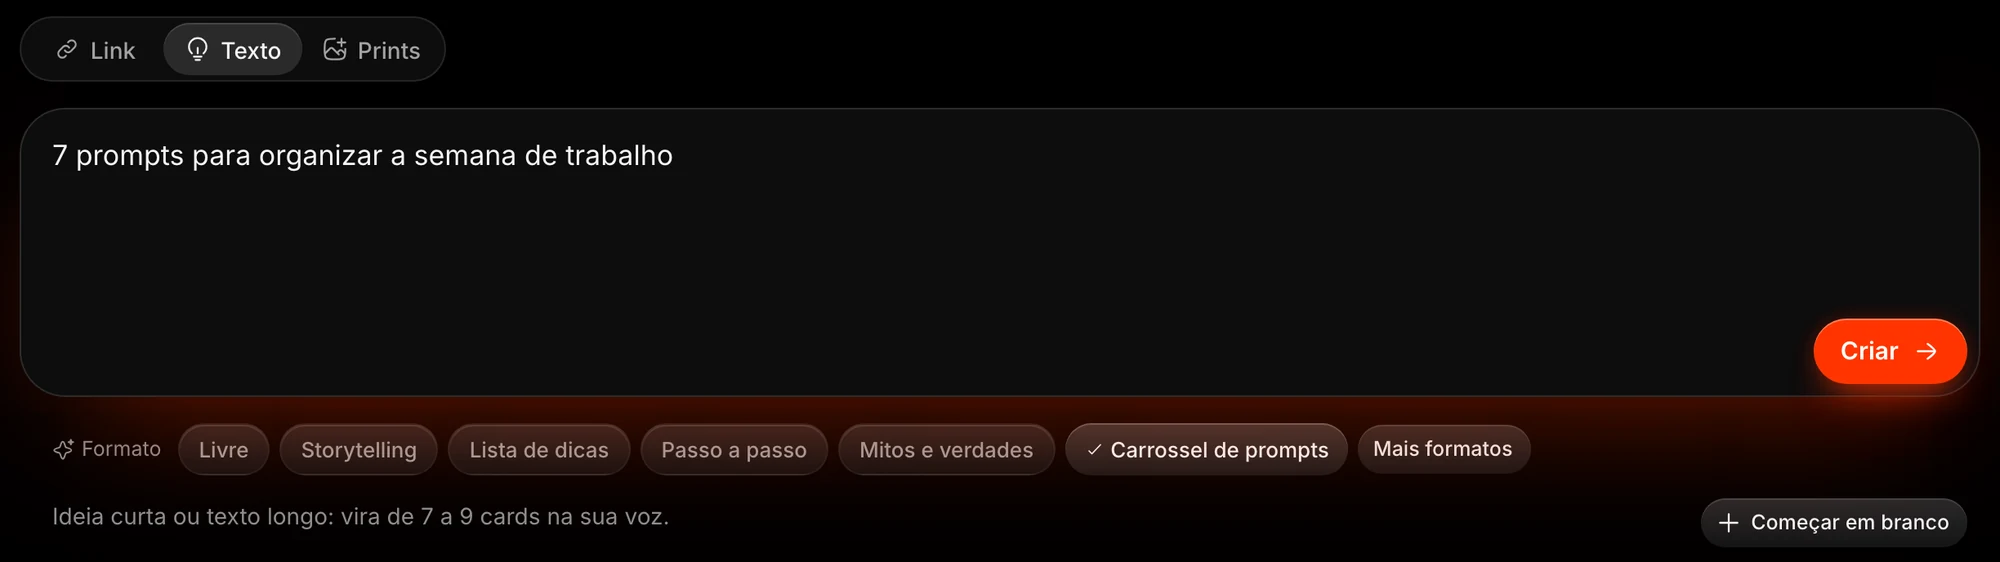 Link Texto Prints
7 prompts para organizar a semana de trabalho
Criar
Formato Livre Storytelling Lista de dicas Passo a passo Mitos e verdades Carrossel de prompts Mais formatos
Ideia curta ou texto longo: vira de 7 a 9 cards na sua voz.
Começar em branco